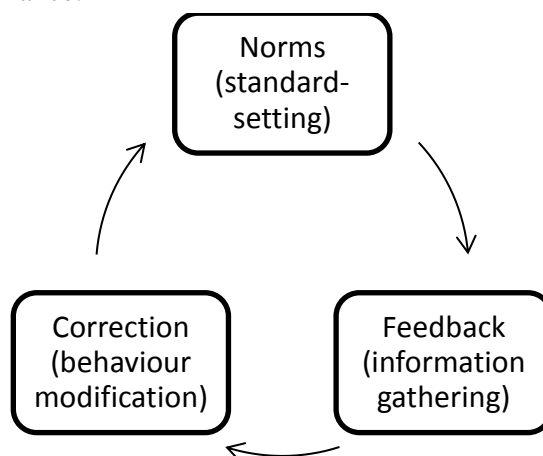 Norms
(standard-
setting)
Feedback
(information
gathering)
Correction
(behaviour
modification)